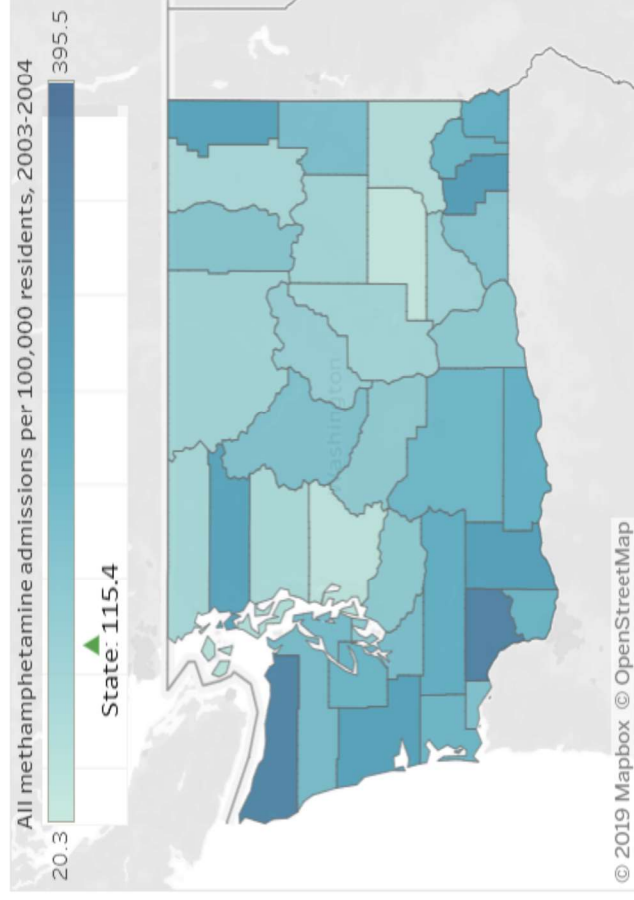 All methamphetamine admissions per 100,000 residents, 2003-2004
20.3 395.5
State: 115.4
Washington
© 2019 Mapbox © OpenStreetMap